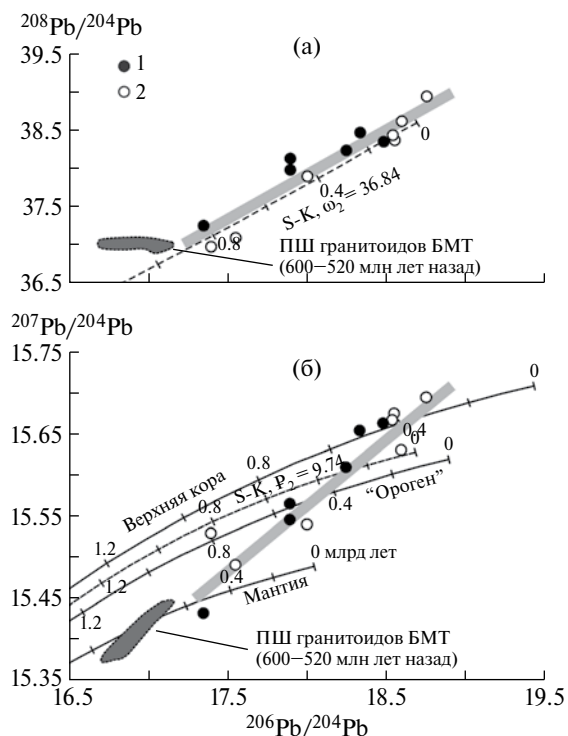 ²⁰⁸Pb/²⁰⁴Pb
(а)
39.5
1
2
38.5
0
37.5
0.4
S-K, ω₂ = 36.84
0.8
ПШ гранитоидов БМТ
(600–520 млн лет назад)
36.5
²⁰⁷Pb/²⁰⁴Pb
15.75
(б)
0
15.65
0.4
0
0
0.8
S-K, P₂ = 9.74
Верхняя кора
0.8
0.4
“Ороген”
15.55
1.2
0.8
0 млрд лет
1.2
0.4
Мантия
15.45
1.2
ПШ гранитоидов БМТ
(600–520 млн лет назад)
15.35
16.5
17.5
18.5
19.5
²⁰⁶Pb/²⁰⁴Pb